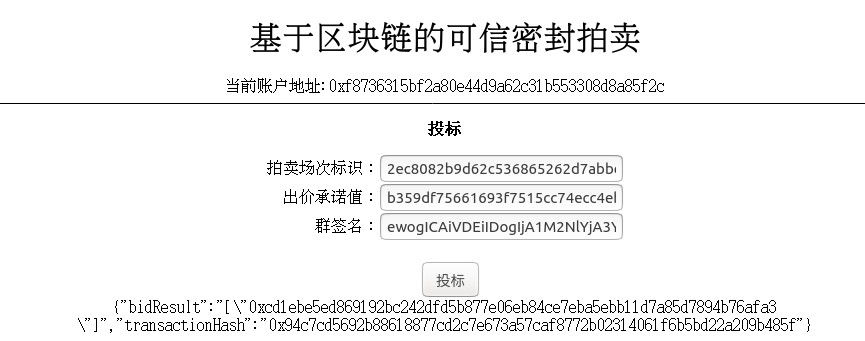 基于区块链的可信密封拍卖
当前账户地址:0xf8736315bf2a80e44d9a62c31b553308d8a85f2c
投标
拍卖场次标识：2ec8082b9d62c536865262d7abb
出价承诺值：b359df75661693f7515cc74ecc4e
群签名：ewogICAiVDEiIDogIjA1M2NlYjA3Y
投标
{"bidResult":"[\"0xcd1ebe5ed869192bc242dfd5b877e06eb84ce7eba5ebb11d7a85d7894b76afa3
\"]","transactionHash":"0x94c7cd5692b88618877cd2c7e673a57caf8772b02314061f6b5bd22a209b485f"}